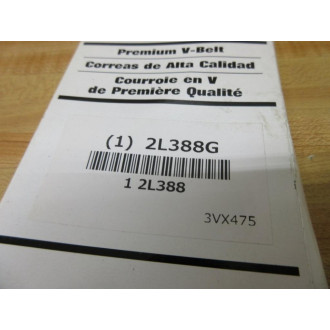 Premium V-Belt
Correas de Alta Calidad
Courroie en V
de Première Qualité
(1) 2L388G
1 2L388
3VX475